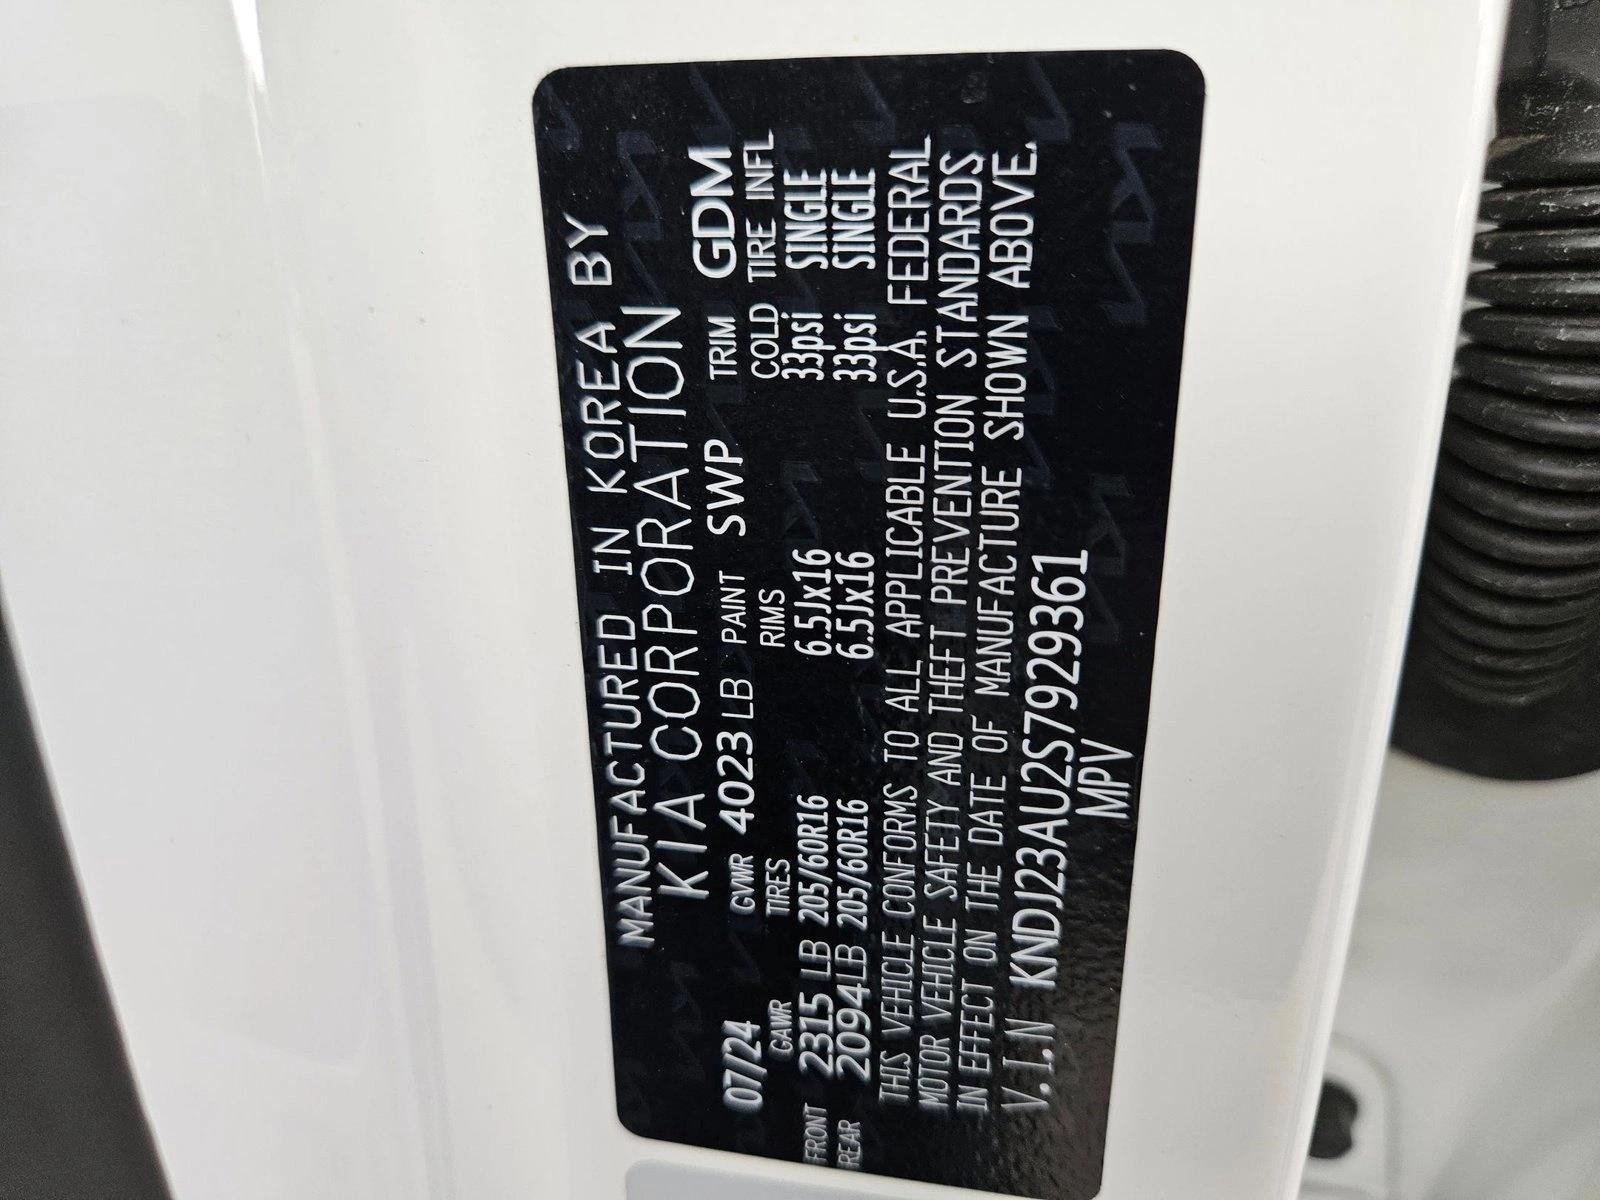 MANUFACTURED IN KOREA BY
KIA CORPORATION
07/24 GVWR 4023 LB PAINT SWP TRIM GDM
GAWR TIRES RIMS COLD TIRE INFL
FRONT 2315 LB 205/60R16 6.5Jx16 33psi SINGLE
REAR 2094 LB 205/60R16 6.5Jx16 33psi SINGLE
THIS VEHICLE CONFORMS TO ALL APPLICABLE U.S.A. FEDERAL
MOTOR VEHICLE SAFETY AND THEFT PREVENTION STANDARDS
IN EFFECT ON THE DATE OF MANUFACTURE SHOWN ABOVE.
V.I.N KNDJ23AU2S7929361
MPV